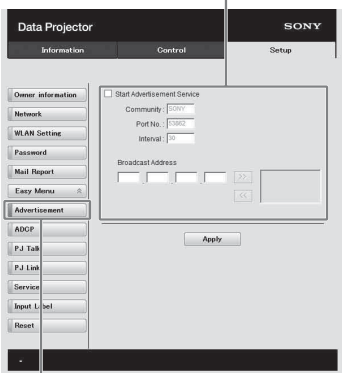 Data Projector
SONY
Information
Control
Setup
Owner information
Network
WLAN Setting
Password
Mail Report
Easy Menu
Advertisement
ADCP
PJ Talk
PJ Link
Service
Input Label
Reset
Start Advertisement Service
Community : SONY
Port No. : 53862
Interval : 30
Broadcast Address
. . .
>>
<<
Apply
-